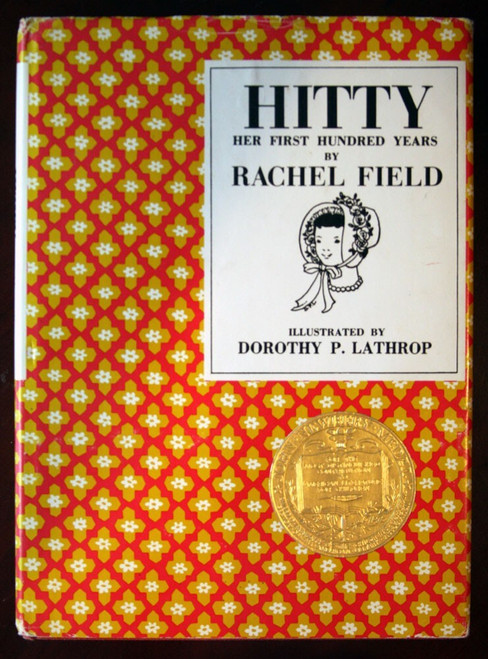 HITTY
HER FIRST HUNDRED YEARS
BY
RACHEL FIELD
ILLUSTRATED BY
DOROTHY P. LATHROP